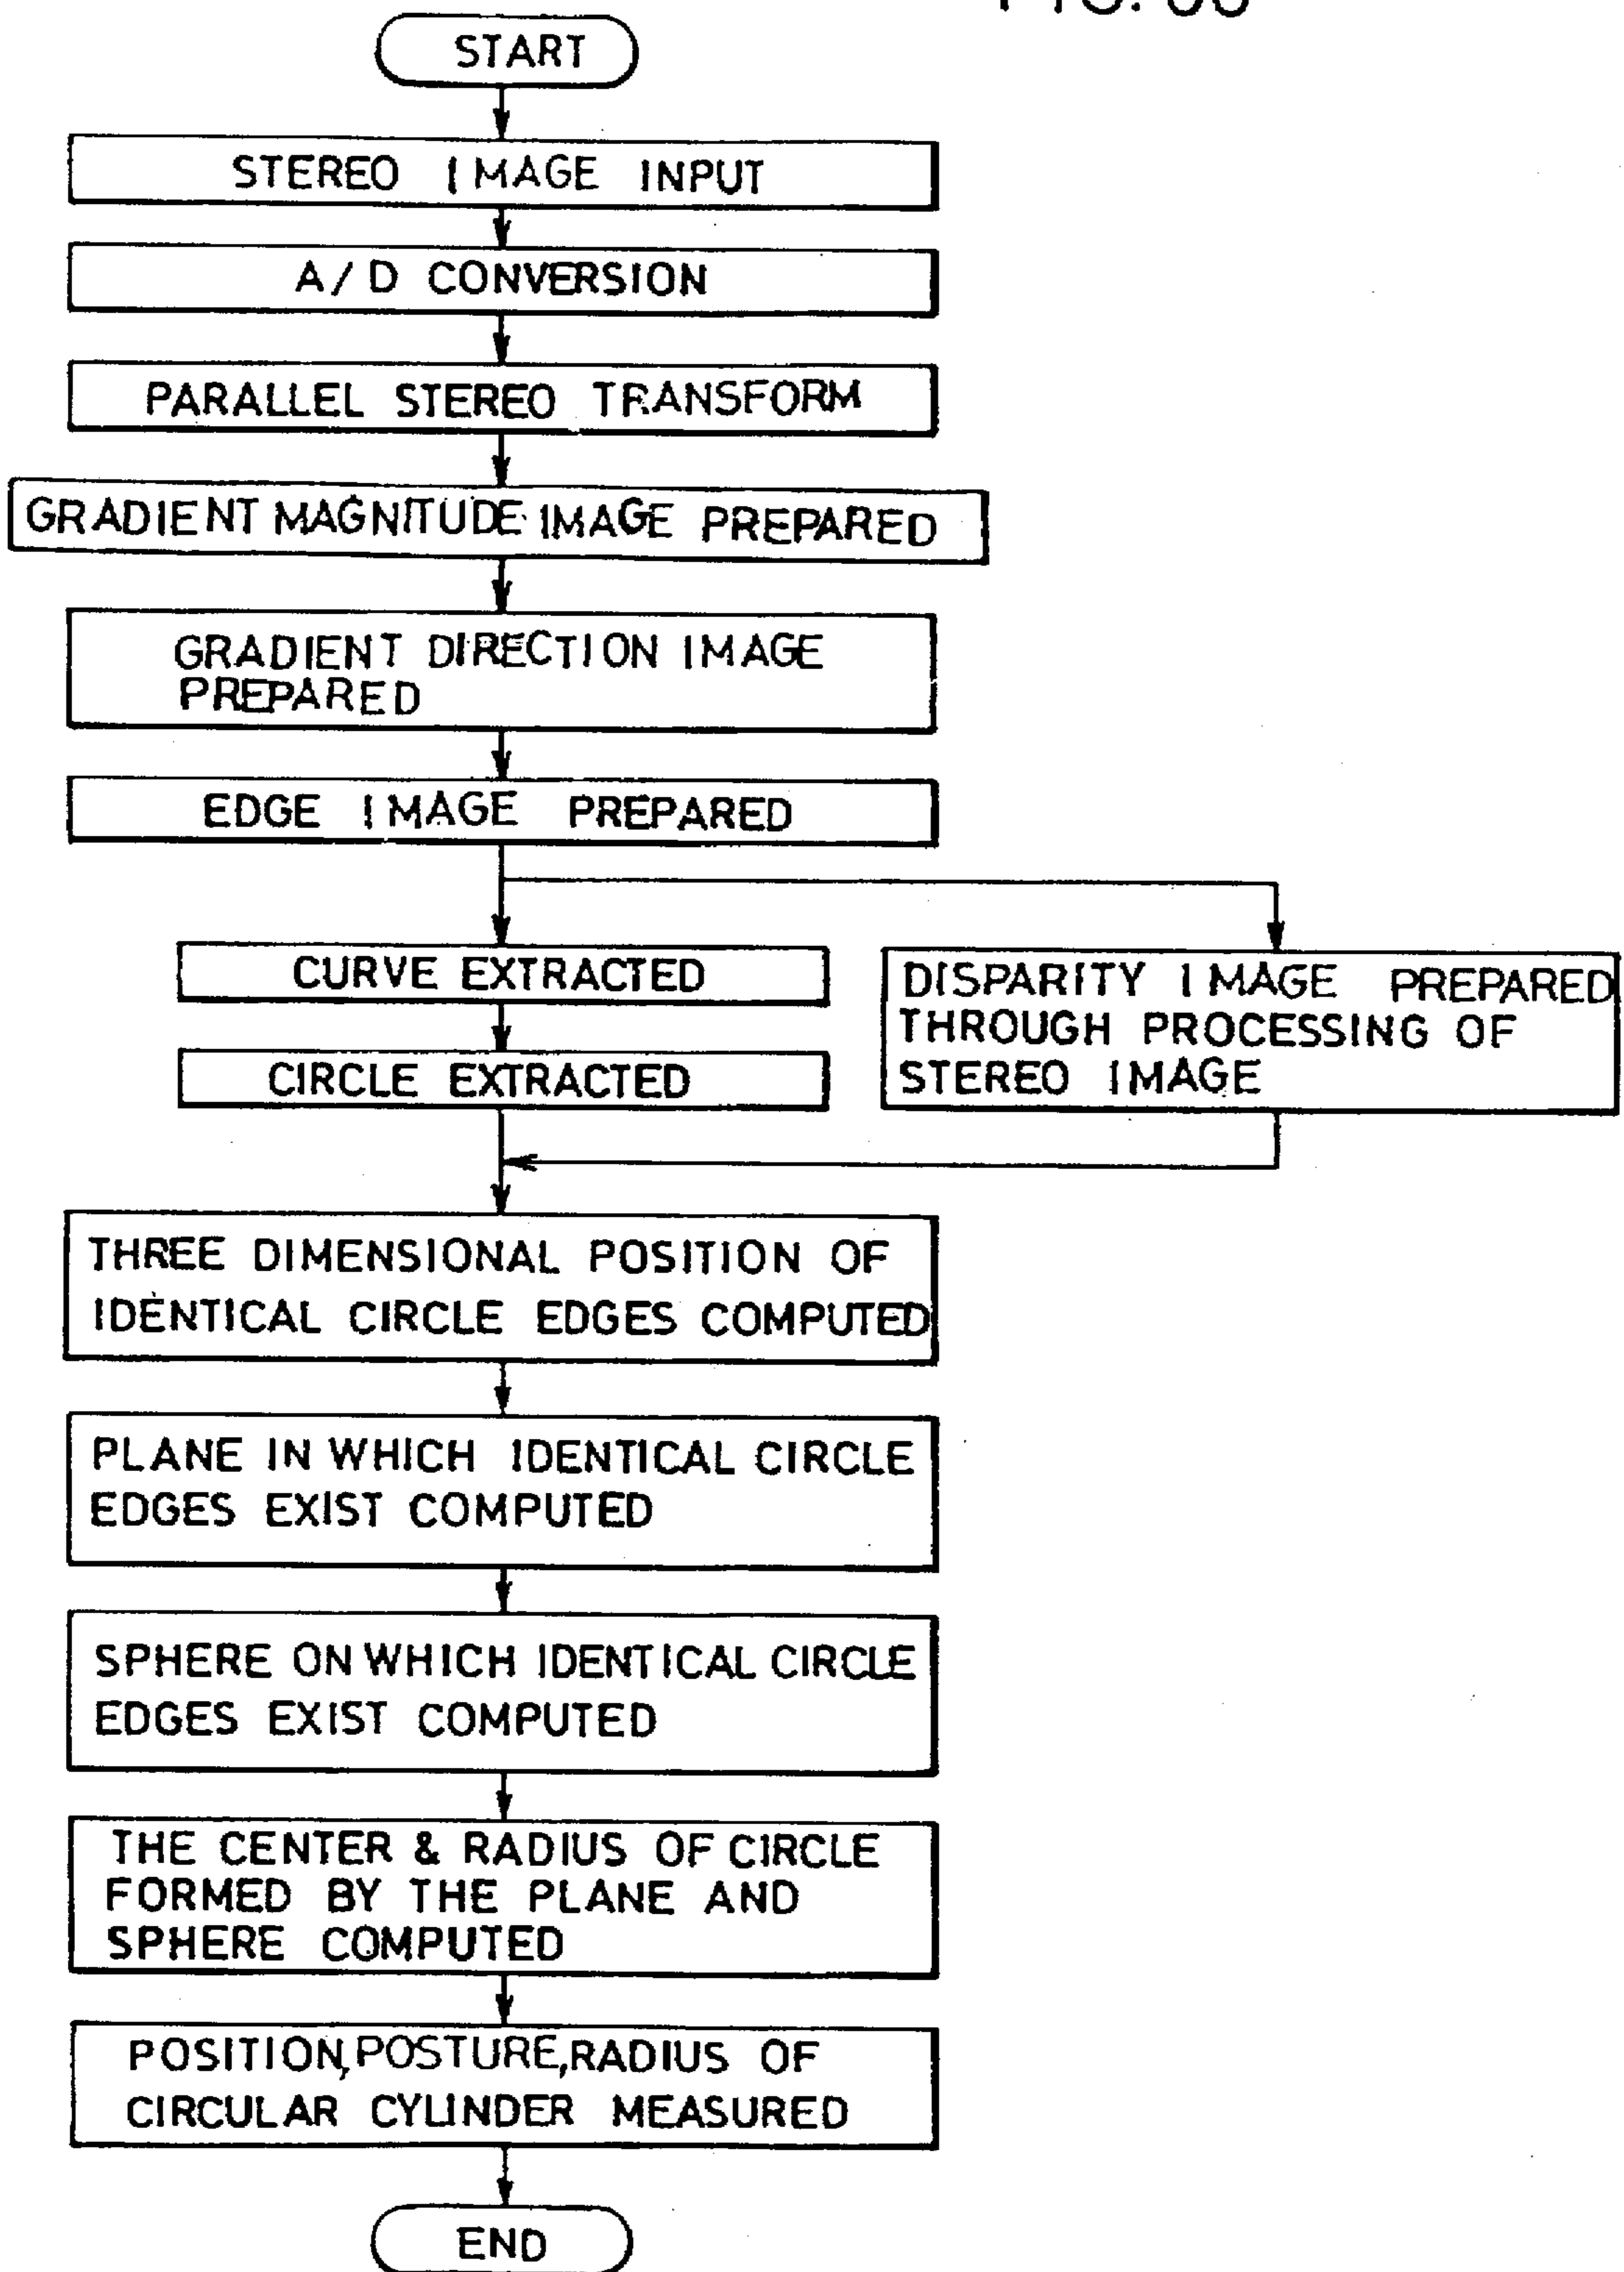 START
STEREO IMAGE INPUT
A/D CONVERSION
PARALLEL STEREO TRANSFORM
GRADIENT MAGNITUDE IMAGE PREPARED
GRADIENT DIRECTION IMAGE
PREPARED
EDGE IMAGE PREPARED
CURVE EXTRACTED
CIRCLE EXTRACTED
DISPARITY IMAGE PREPARED
THROUGH PROCESSING OF
STEREO IMAGE
THREE DIMENSIONAL POSITION OF
IDENTICAL CIRCLE EDGES COMPUTED
PLANE IN WHICH IDENTICAL CIRCLE
EDGES EXIST COMPUTED
SPHERE ON WHICH IDENTICAL CIRCLE
EDGES EXIST COMPUTED
THE CENTER & RADIUS OF CIRCLE
FORMED BY THE PLANE AND
SPHERE COMPUTED
POSITION, POSTURE, RADIUS OF
CIRCULAR CYLINDER MEASURED
END